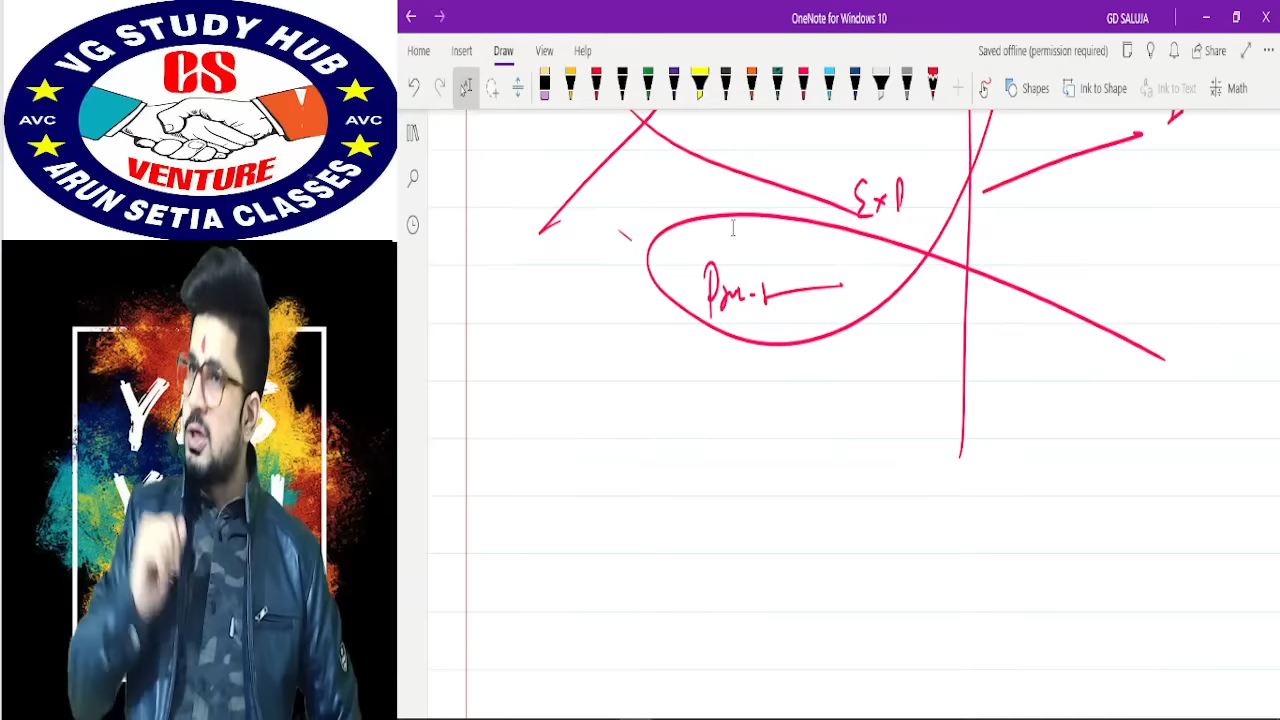 VG STUDY HUB
CS
AVC
AVC
VENTURE
ARUN SETIA CLASSES
OneNote for Windows 10
GD SALUJA
Home Insert Draw View Help
Saved offline (permission required)
Share
Shapes
Ink to Shape
Ink to Text
Math